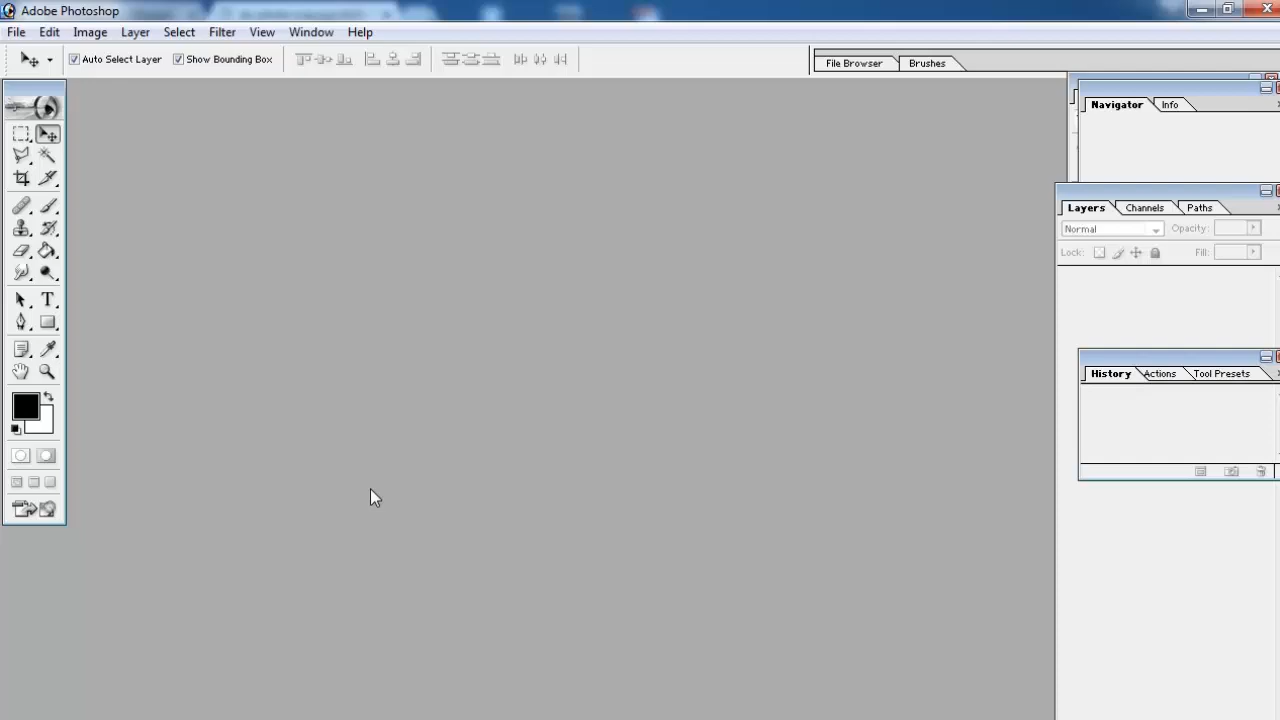 Adobe Photoshop
File Edit Image Layer Select Filter View Window Help
Auto Select Layer Show Bounding Box File Browser Brushes
Navigator Info
Layers Channels Paths
Normal Opacity:
Lock: Fill:
History Actions Tool Presets
T